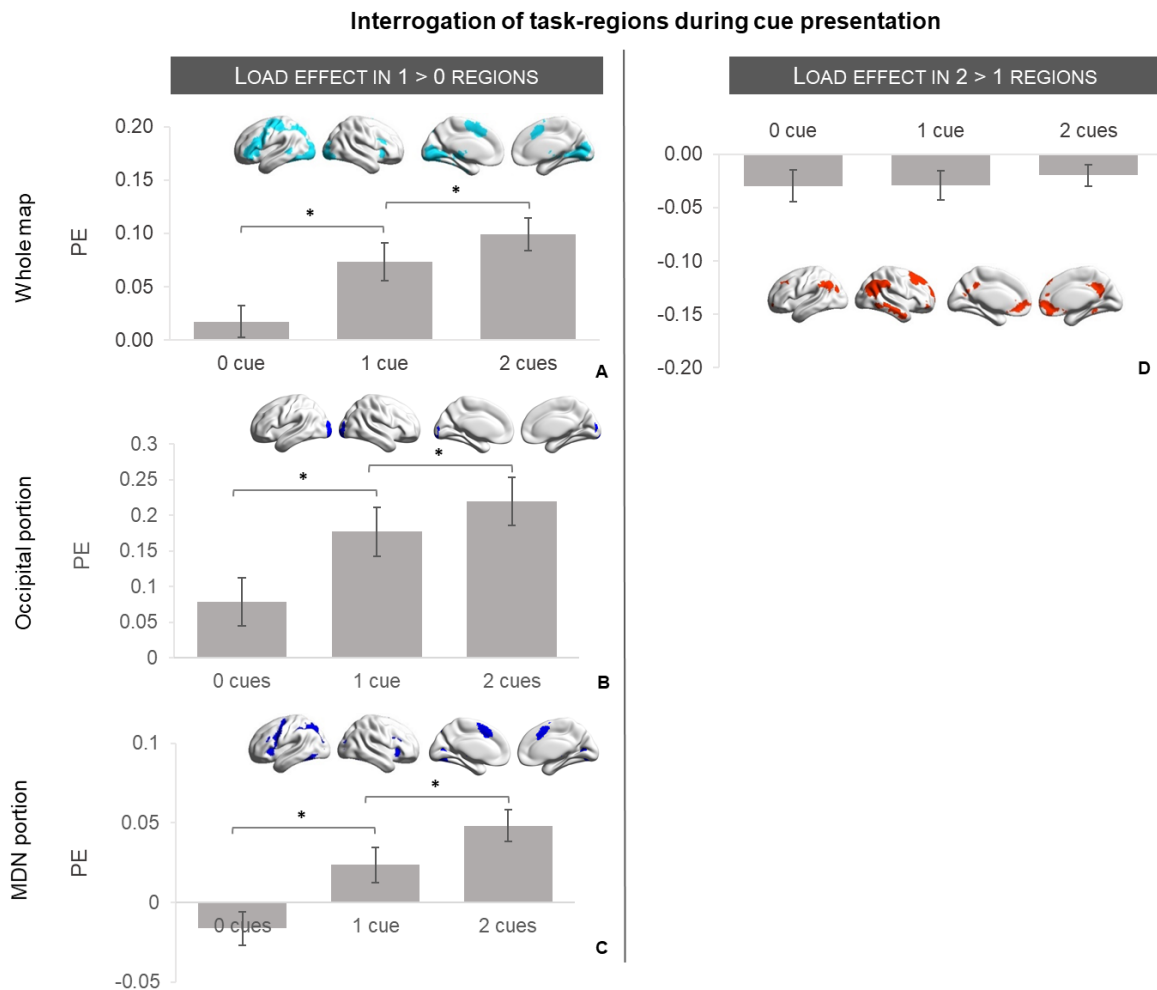 Interrogation of task-regions during cue presentation
LOAD EFFECT IN 1 > 0 REGIONS
Whole map
PE
0.20
0.15
0.10
0.05
0.00
*
*
0 cue
1 cue
2 cues
A
Occipital portion
PE
0.3
0.25
0.2
0.15
0.1
0.05
0
*
*
0 cues
1 cue
2 cues
B
MDN portion
PE
0.1
0.05
0
-0.05
*
*
0 cues
1 cue
2 cues
C
LOAD EFFECT IN 2 > 1 REGIONS
0 cue
1 cue
2 cues
0.00
-0.05
-0.10
-0.15
-0.20
D